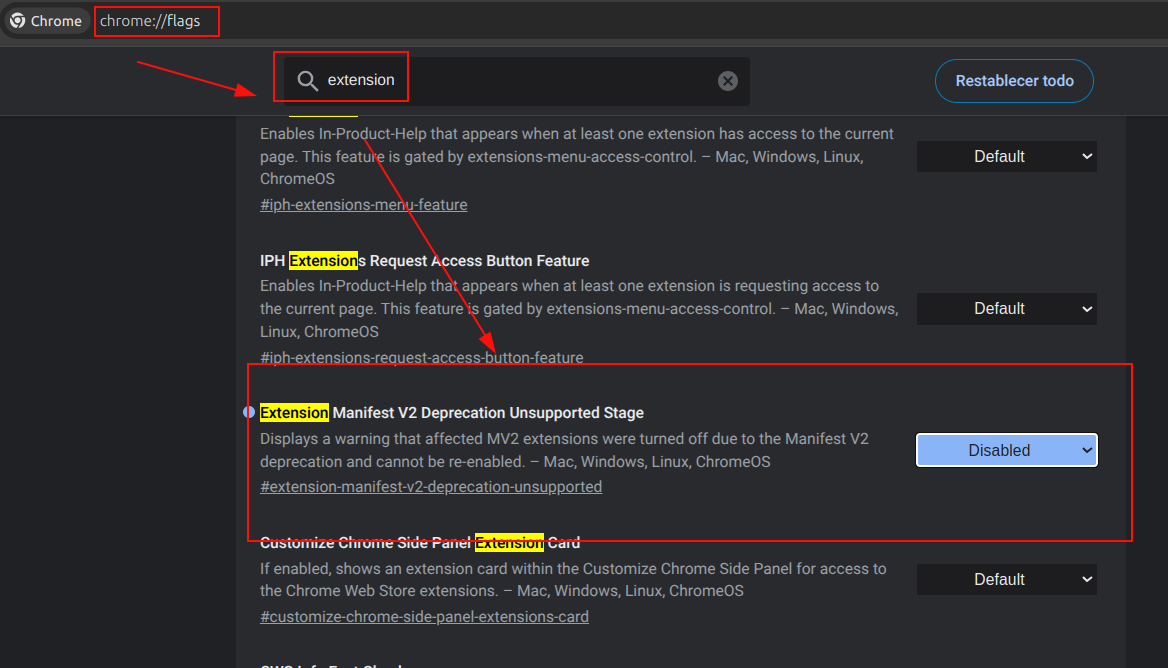 Chrome
chrome://flags
extension
Restablecer todo
Enables In-Product-Help that appears when at least one extension has access to the current
page. This feature is gated by extensions-menu-access-control. – Mac, Windows, Linux,
ChromeOS
#iph-extensions-menu-feature
Default
IPH Extensions Request Access Button Feature
Enables In-Product-Help that appears when at least one extension is requesting access to
the current page. This feature is gated by extensions-menu-access-control. – Mac, Windows,
Linux, ChromeOS
#iph-extensions-request-access-button-feature
Default
Extension Manifest V2 Deprecation Unsupported Stage
Displays a warning that affected MV2 extensions were turned off due to the Manifest V2
deprecation and cannot be re-enabled. – Mac, Windows, Linux, ChromeOS
#extension-manifest-v2-deprecation-unsupported
Disabled
Customize Chrome Side Panel Extension Card
If enabled, shows an extension card within the Customize Chrome Side Panel for access to
the Chrome Web Store extensions. – Mac, Windows, Linux, ChromeOS
#customize-chrome-side-panel-extensions-card
Default